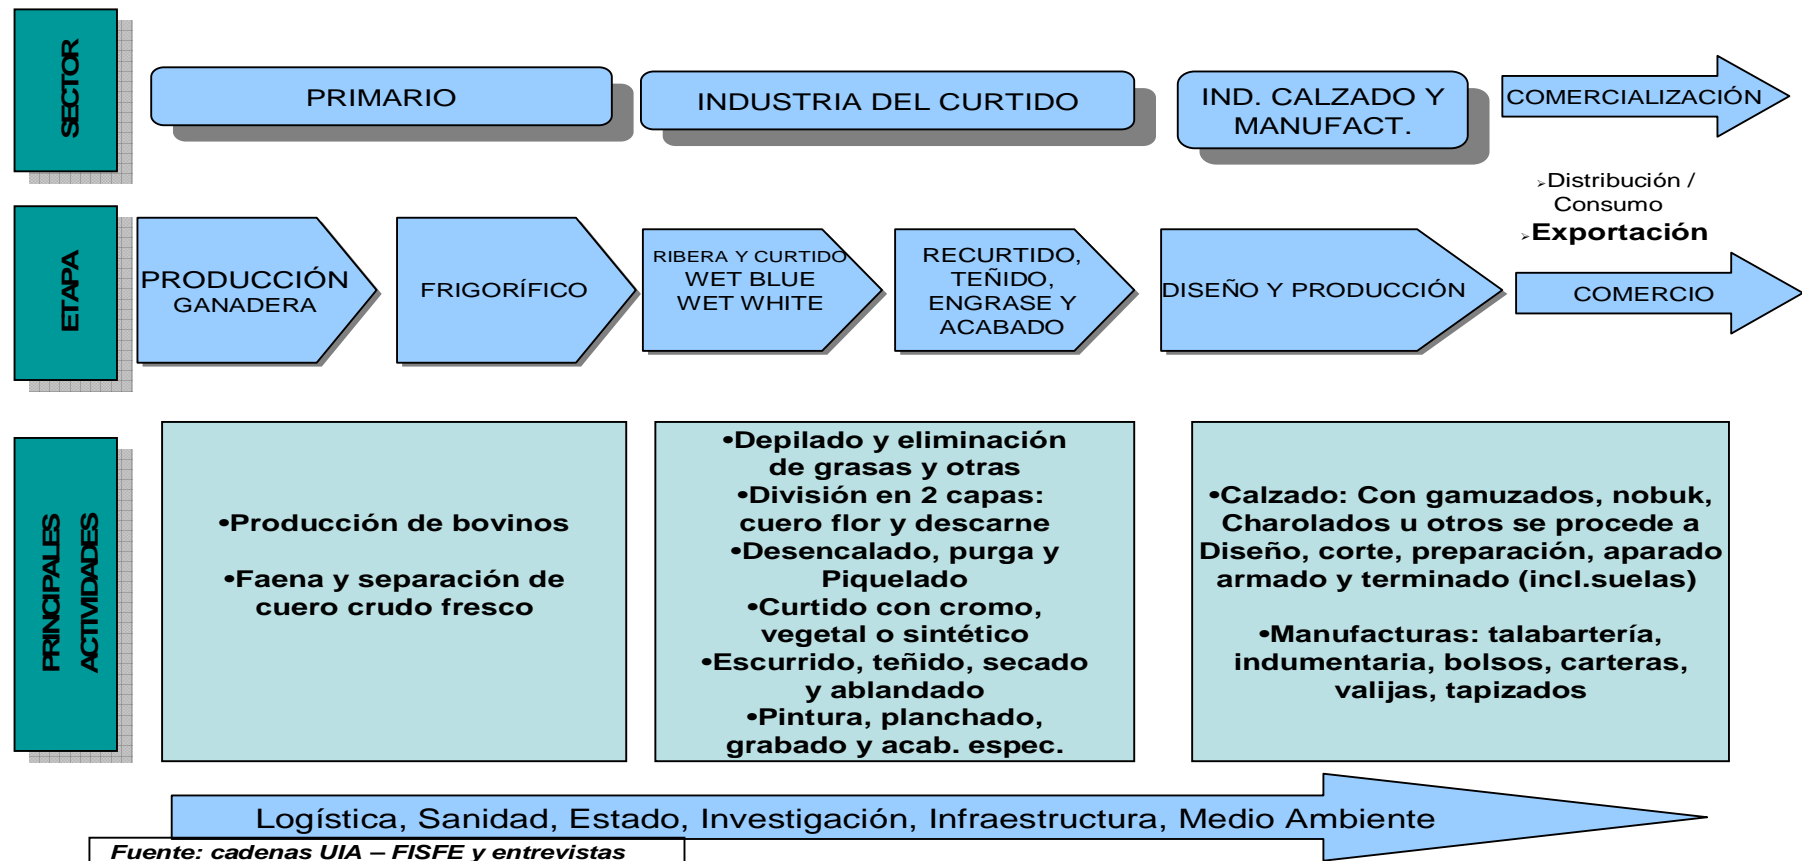 SECTOR
PRIMARIO
INDUSTRIA DEL CURTIDO
IND. CALZADO Y
MANUFACT.
COMERCIALIZACIÓN
➢Distribución /
Consumo
➢Exportación
ETAPA
PRODUCCIÓN
GANADERA
FRIGORÍFICO
RIBERA Y CURTIDO
WET BLUE
WET WHITE
RECURTIDO,
TEÑIDO,
ENGRASE Y
ACABADO
DISEÑO Y PRODUCCIÓN
COMERCIO
PRINCIPALES
ACTIVIDADES
•Producción de bovinos
•Faena y separación de
cuero crudo fresco
•Depilado y eliminación
de grasas y otras
•División en 2 capas:
cuero flor y descarne
•Desencalado, purga y
Piquelado
•Curtido con cromo,
vegetal o sintético
•Escurrido, teñido, secado
y ablandado
•Pintura, planchado,
grabado y acab. espec.
•Calzado: Con gamuzados, nobuk,
Charolados u otros se procede a
Diseño, corte, preparación, aparado
armado y terminado (incl.suelas)
•Manufacturas: talabartería,
indumentaria, bolsos, carteras,
valijas, tapizados
Logística, Sanidad, Estado, Investigación, Infraestructura, Medio Ambiente
Fuente: cadenas UIA – FISFE y entrevistas